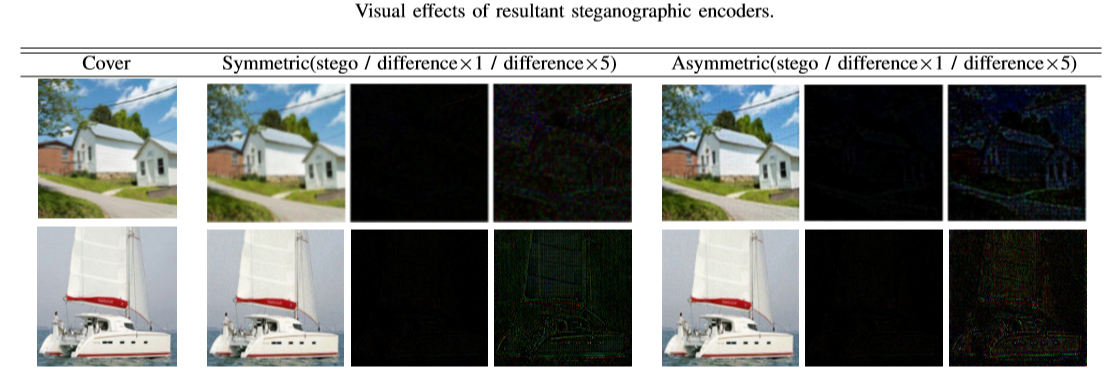 Visual effects of resultant steganographic encoders.
Cover Symmetric(stego / difference×1 / difference×5) Asymmetric(stego / difference×1 / difference×5)